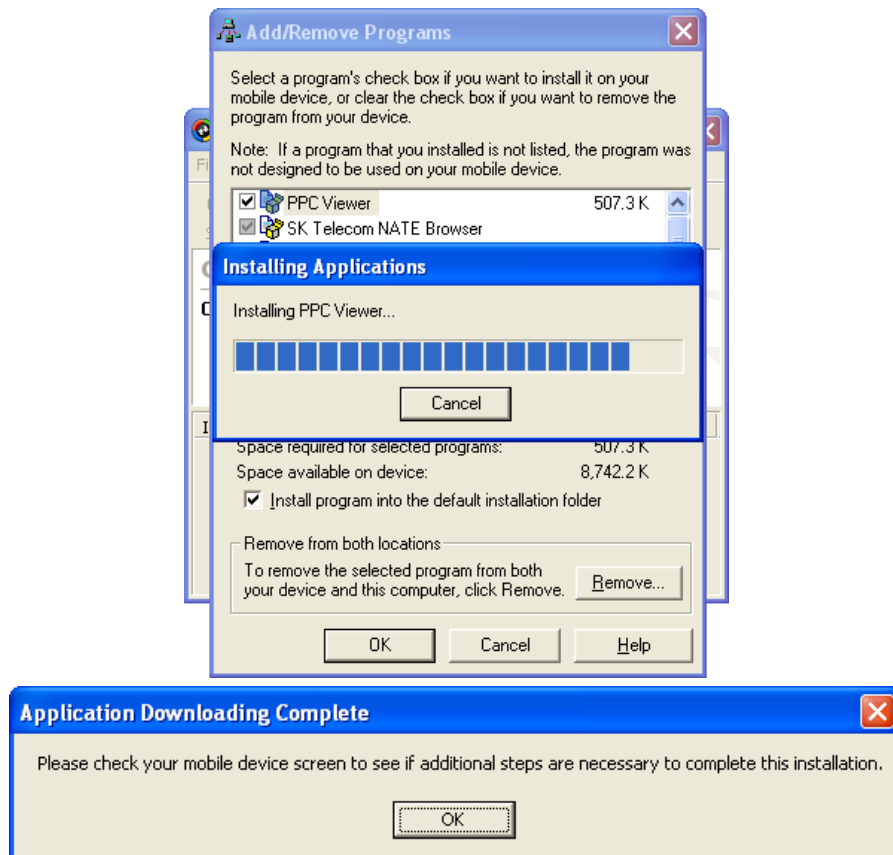 Add/Remove Programs
Select a program's check box if you want to install it on your
mobile device, or clear the check box if you want to remove the
program from your device.
Note: If a program that you installed is not listed, the program was
not designed to be used on your mobile device.
PPC Viewer 507.3 K
SK Telecom NATE Browser
Installing Applications
Installing PPC Viewer...
Cancel
Space required for selected programs: 507.3 K
Space available on device: 8,742.2 K
Install program into the default installation folder
Remove from both locations
To remove the selected program from both
your device and this computer, click Remove.
Remove...
OK Cancel Help
Application Downloading Complete
Please check your mobile device screen to see if additional steps are necessary to complete this installation.
OK